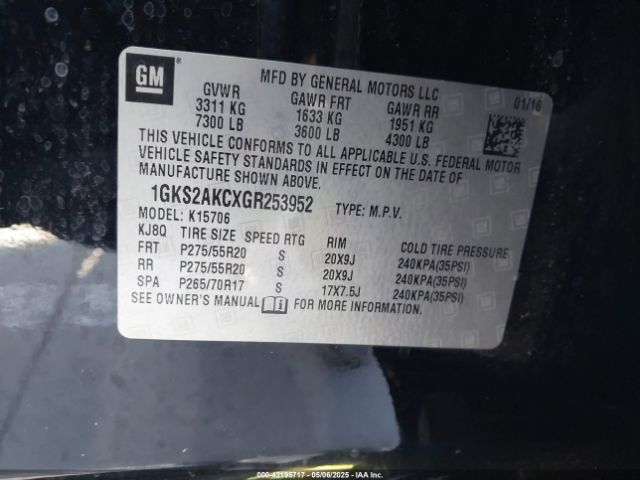 GM ®
MFD BY GENERAL MOTORS LLC
01/16
GVWR GAWR FRT GAWR RR
3311 KG 1633 KG 1951 KG
7300 LB 3600 LB 4300 LB
THIS VEHICLE CONFORMS TO ALL APPLICABLE U.S. FEDERAL MOTOR
VEHICLE SAFETY STANDARDS IN EFFECT ON THE DATE OF
MANUFACTURE SHOWN ABOVE.
1GKS2AKCXGR253952 TYPE: M.P.V.
MODEL: K15706
KJ8Q TIRE SIZE SPEED RTG RIM COLD TIRE PRESSURE
FRT P275/55R20 S 20X9J 240KPA(35PSI)
RR P275/55R20 S 20X9J 240KPA(35PSI)
SPA P265/70R17 S 17X7.5J 240KPA(35PSI)
SEE OWNER'S MANUAL FOR MORE INFORMATION.
000-42195717 | 05/06/2025 | IAAI.COM